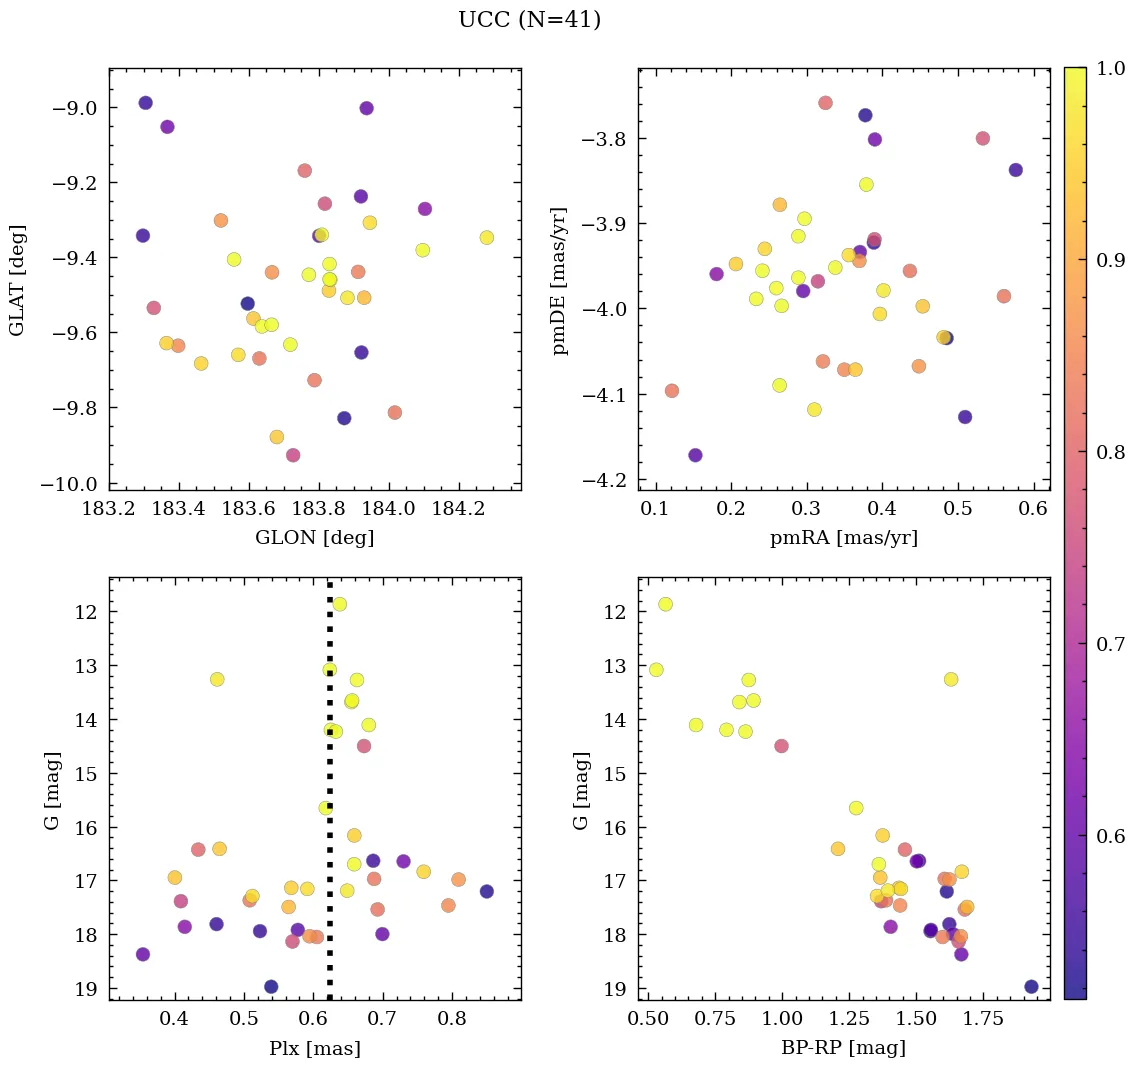 UCC (N=41)
−9.0
−9.2
−9.4
−9.6
−9.8
−10.0
GLAT [deg]
183.2 183.4 183.6 183.8 184.0 184.2
GLON [deg]
−3.8
−3.9
−4.0
−4.1
−4.2
pmDE [mas/yr]
0.1 0.2 0.3 0.4 0.5 0.6
pmRA [mas/yr]
12
13
14
15
16
17
18
19
G [mag]
0.4 0.5 0.6 0.7 0.8
Plx [mas]
12
13
14
15
16
17
18
19
G [mag]
0.50 0.75 1.00 1.25 1.50 1.75
BP-RP [mag]
1.0
0.9
0.8
0.7
0.6